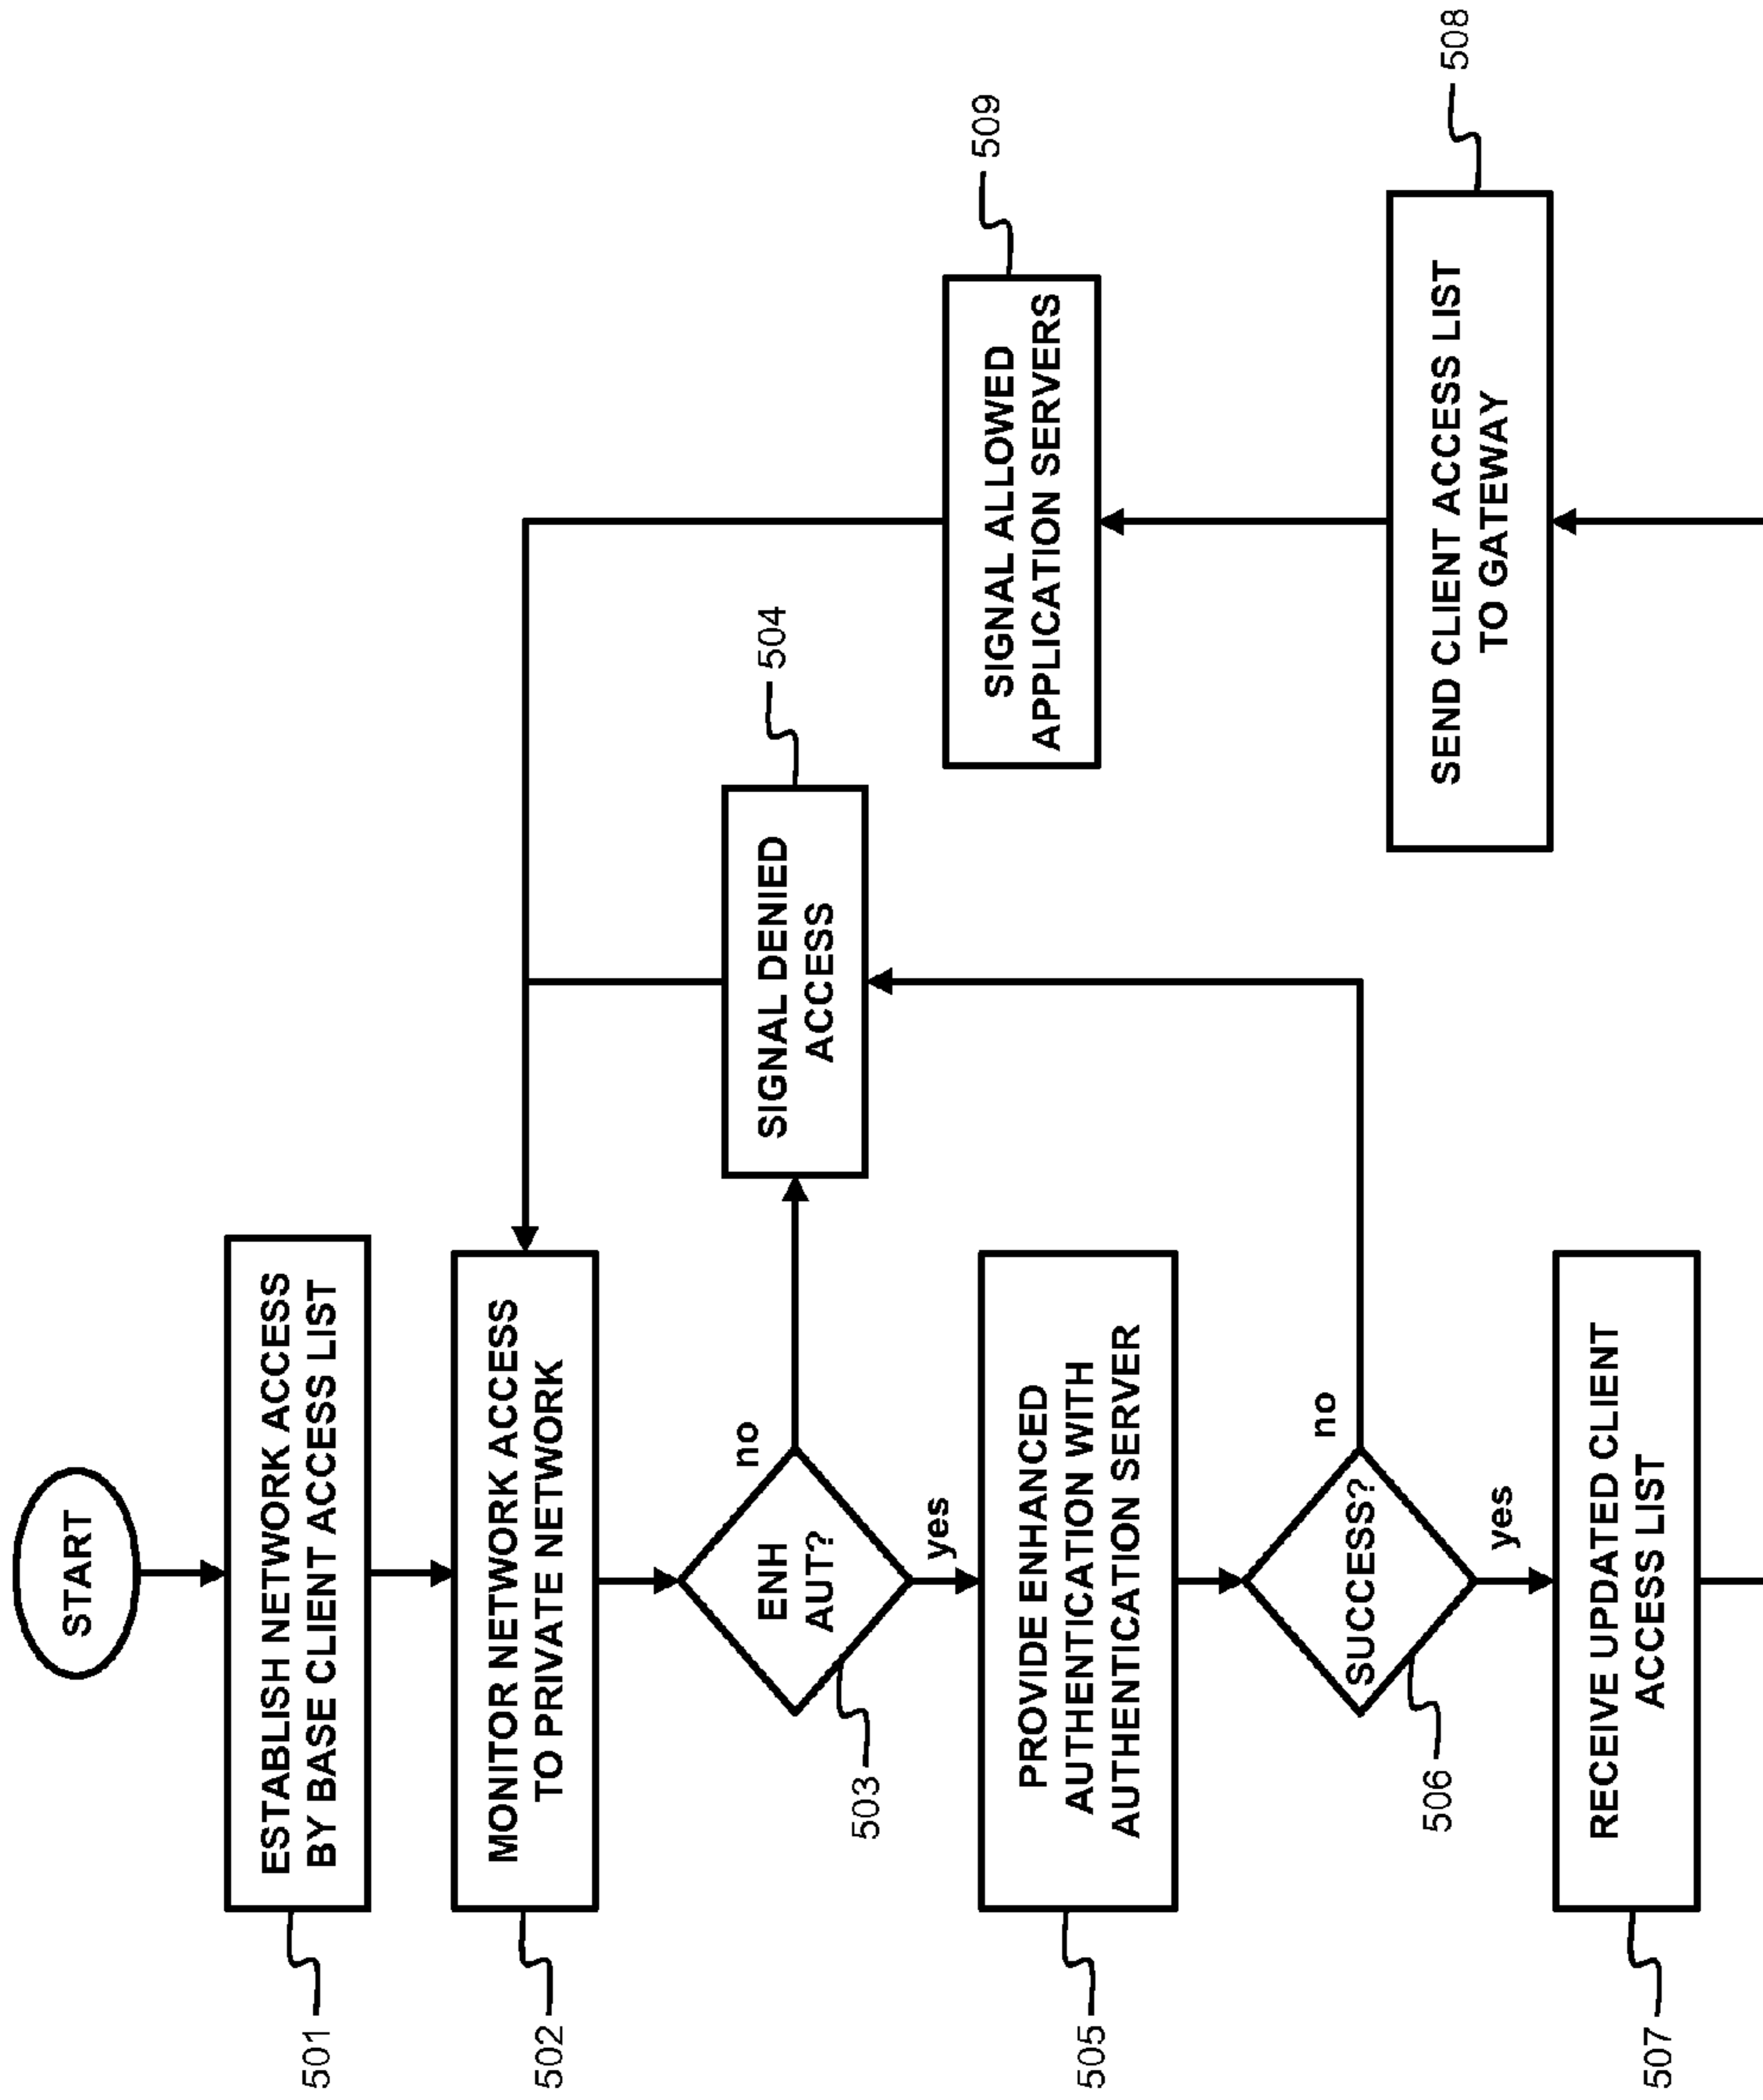 START
ESTABLISH NETWORK ACCESS
BY BASE CLIENT ACCESS LIST
501
MONITOR NETWORK ACCESS
TO PRIVATE NETWORK
502
ENH
AUT?
503
no
yes
SIGNAL DENIED
ACCESS
504
PROVIDE ENHANCED
AUTHENTICATION WITH
AUTHENTICATION SERVER
505
SUCCESS?
506
no
yes
RECEIVE UPDATED CLIENT
ACCESS LIST
507
SEND CLIENT ACCESS LIST
TO GATEWAY
508
SIGNAL ALLOWED
APPLICATION SERVERS
509